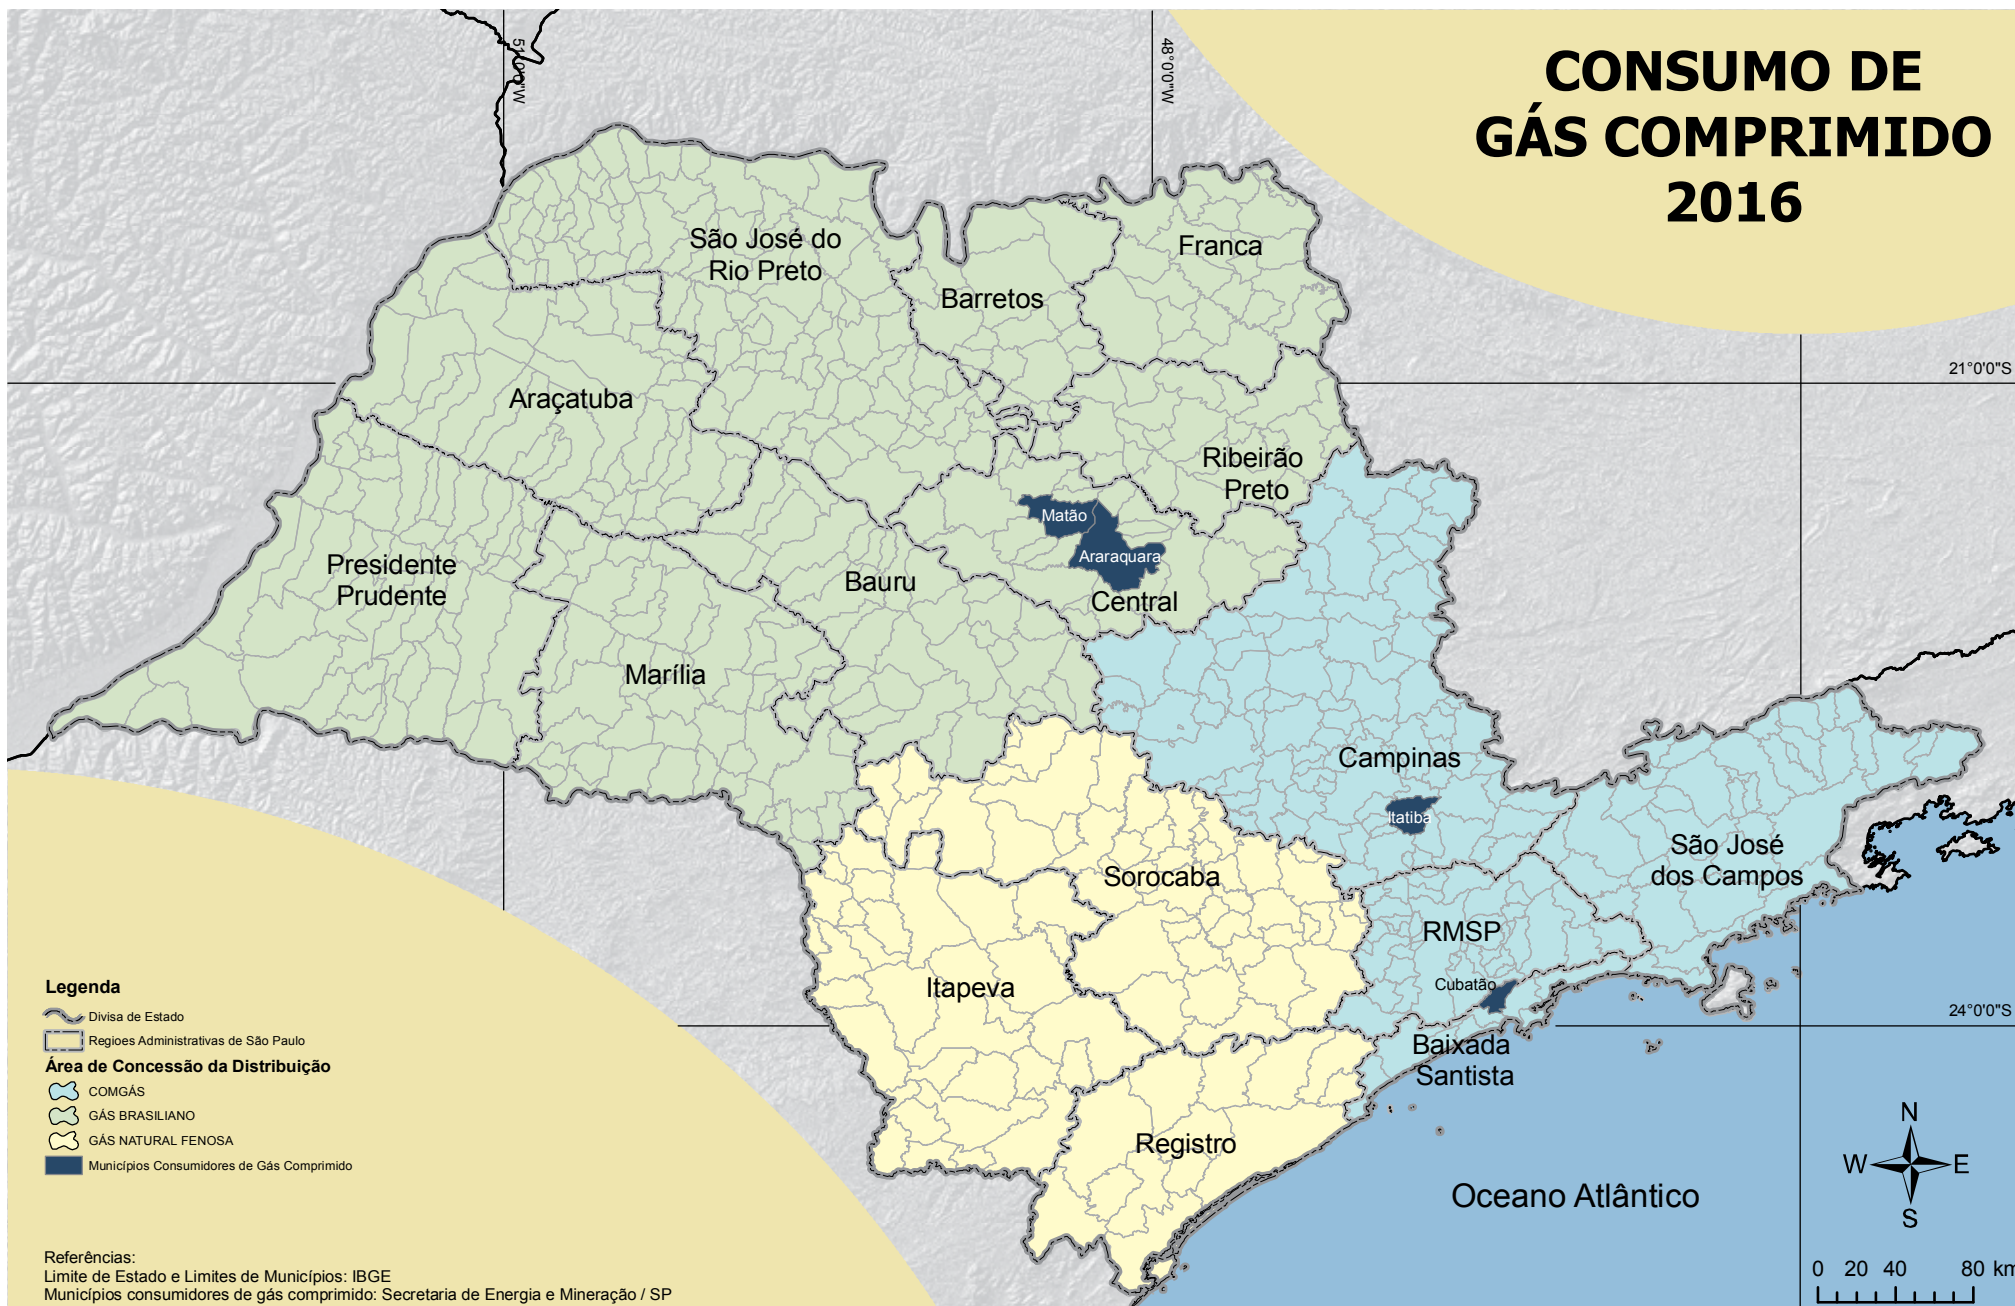 CONSUMO DE
GÁS COMPRIMIDO
2016
51°0'0"W
48°0'0"W
21°0'0"S
24°0'0"S
São José do
Rio Preto
Barretos
Franca
Araçatuba
Ribeirão
Preto
Matão
Araraquara
Central
Presidente
Prudente
Bauru
Marília
Campinas
Itatiba
São José
dos Campos
Sorocaba
RMSP
Cubatão
Itapeva
Baixada
Santista
Registro
Oceano Atlântico
N
W
E
S
0 20 40 80 km
Legenda
Divisa de Estado
Regioes Administrativas de São Paulo
Área de Concessão da Distribuição
COMGÁS
GÁS BRASILIANO
GÁS NATURAL FENOSA
Municípios Consumidores de Gás Comprimido
Referências:
Limite de Estado e Limites de Municípios: IBGE
Municípios consumidores de gás comprimido: Secretaria de Energia e Mineração / SP